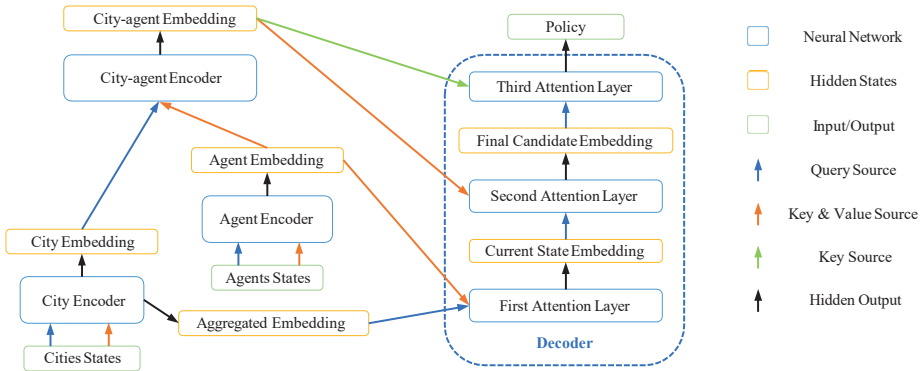 City-agent Embedding
City-agent Encoder
Agent Embedding
Agent Encoder
Agents States
City Embedding
City Encoder
Cities States
Aggregated Embedding
Policy
Third Attention Layer
Final Candidate Embedding
Second Attention Layer
Current State Embedding
First Attention Layer
Decoder
Neural Network
Hidden States
Input/Output
Query Source
Key & Value Source
Key Source
Hidden Output